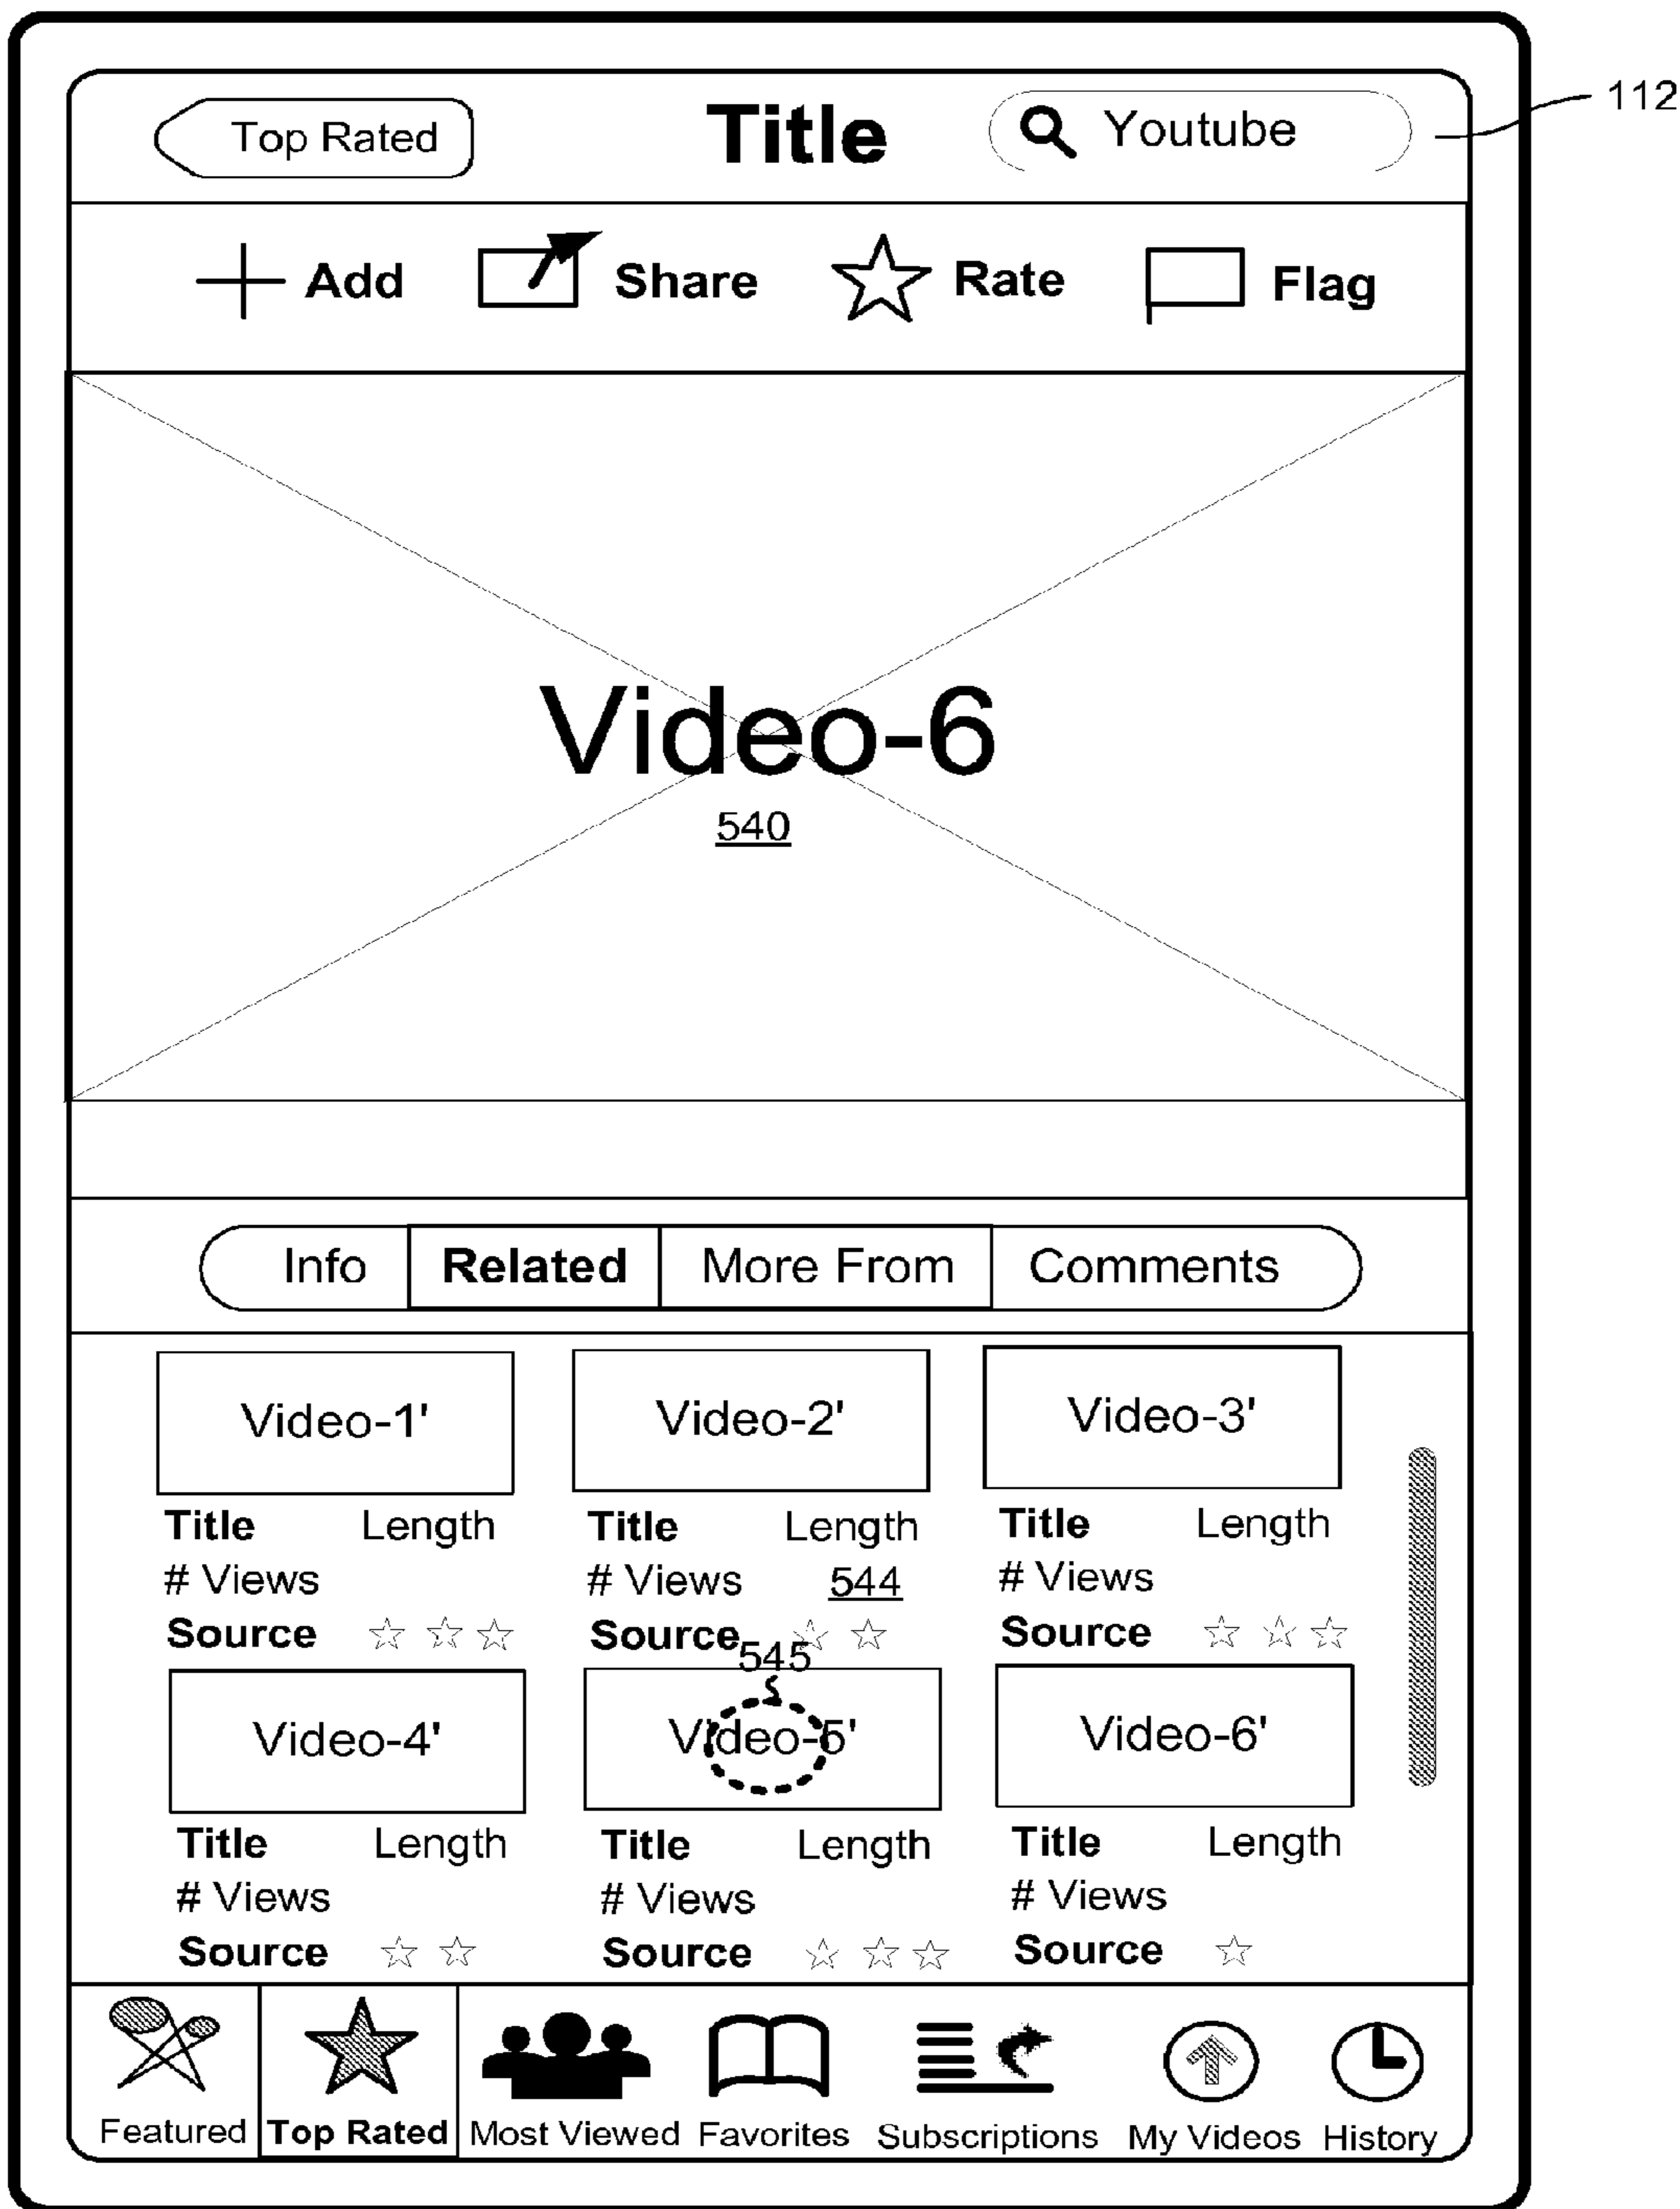 Top Rated Title Youtube 112
Add Share Rate Flag
Video-6
540
Info Related More From Comments
Video-1' Video-2' Video-3'
Title Length Title Length Title Length
# Views # Views 544 # Views
Source Source Source
545
Video-4' Video-5' Video-6'
Title Length Title Length Title Length
# Views # Views # Views
Source Source Source
Featured Top Rated Most Viewed Favorites Subscriptions My Videos History